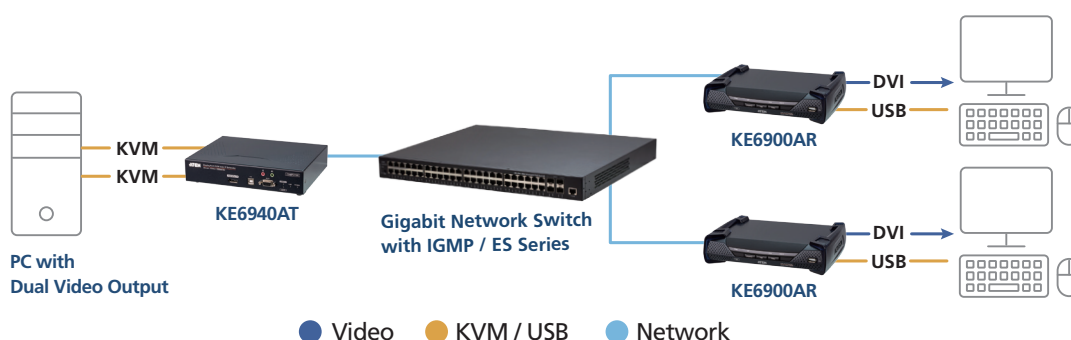 KVM
KVM
ATEN
KE6940AT
PC with
Dual Video Output
Gigabit Network Switch
with IGMP / ES Series
DVI
USB
KE6900AR
DVI
USB
KE6900AR
Video
KVM / USB
Network